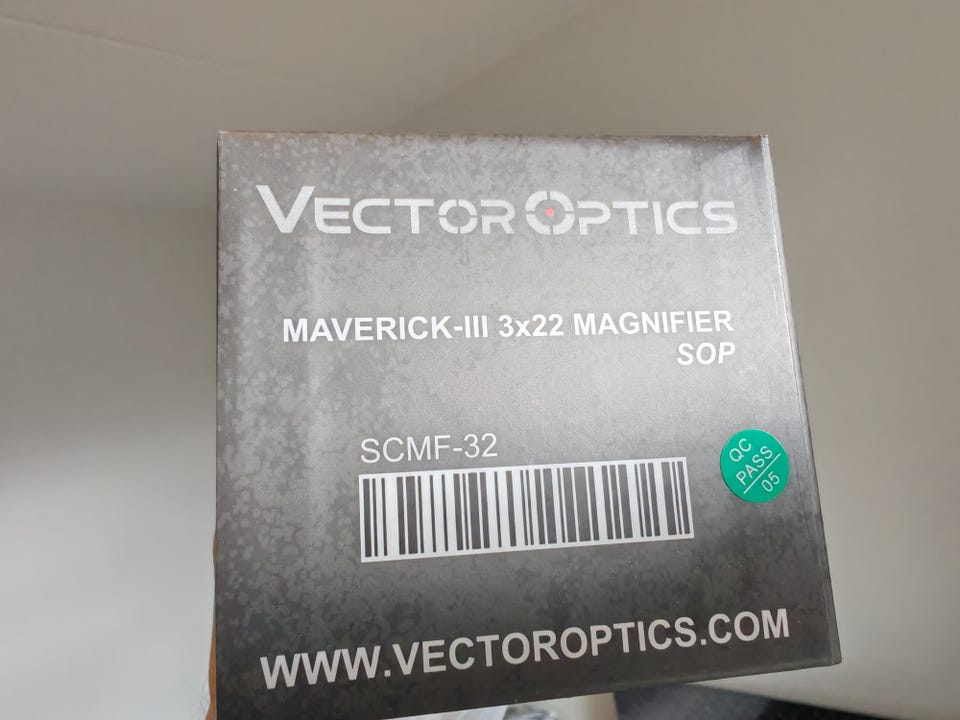 VECTOR OPTICS
MAVERICK-III 3x22 MAGNIFIER
SOP
SCMF-32
QC
PASS
05
WWW.VECTOROPTICS.COM